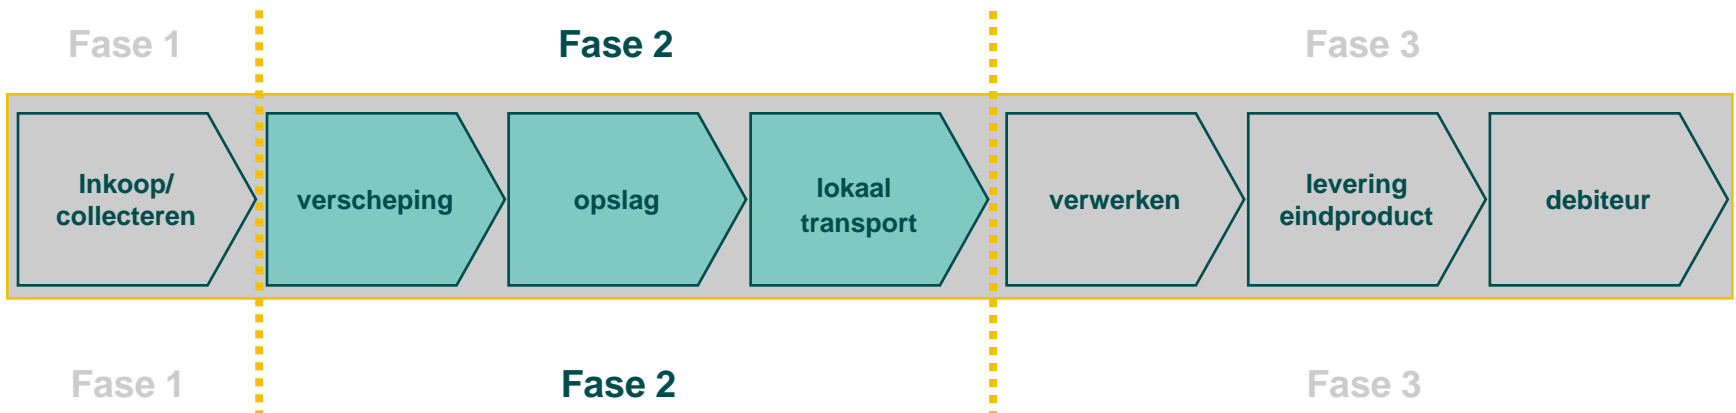 Fase 1
Fase 2
Fase 3
Inkoop/
collecteren
verscheping
opslag
lokaal
transport
verwerken
levering
eindproduct
debiteur
Fase 1
Fase 2
Fase 3